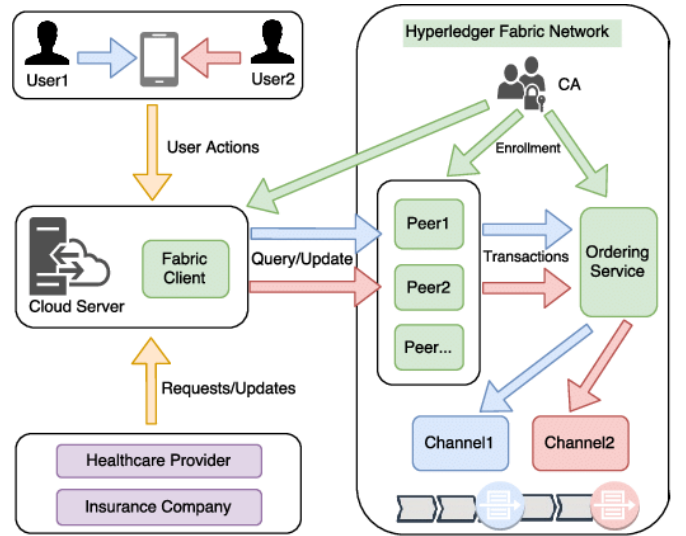 User1
User2
User Actions
Hyperledger Fabric Network
CA
Enrollment
Cloud Server
Fabric
Client
Query/Update
Peer1
Peer2
Peer...
Transactions
Ordering
Service
Requests/Updates
Healthcare Provider
Insurance Company
Channel1
Channel2